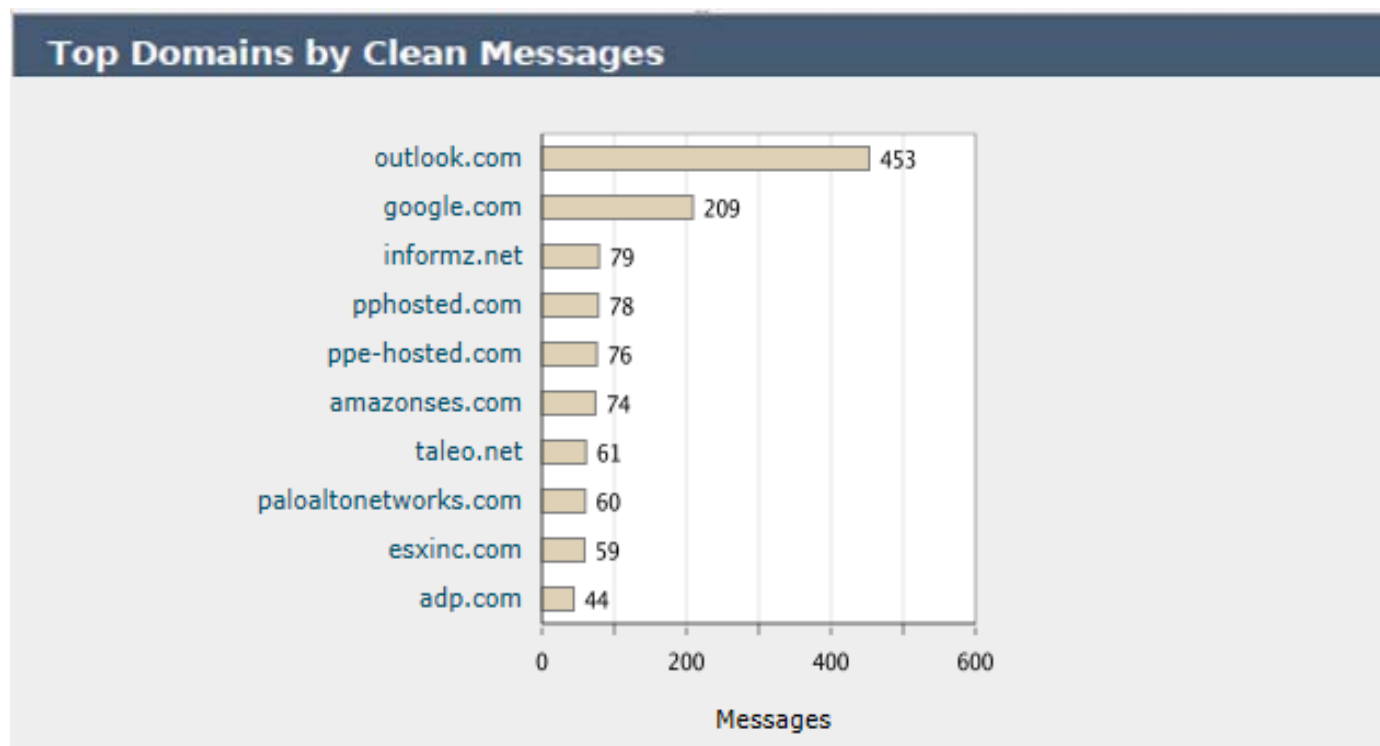 Top Domains by Clean Messages
outlook.com 453
google.com 209
informz.net 79
pphosted.com 78
ppe-hosted.com 76
amazonses.com 74
taleo.net 61
paloaltonetworks.com 60
esxinc.com 59
adp.com 44
0 200 400 600
Messages